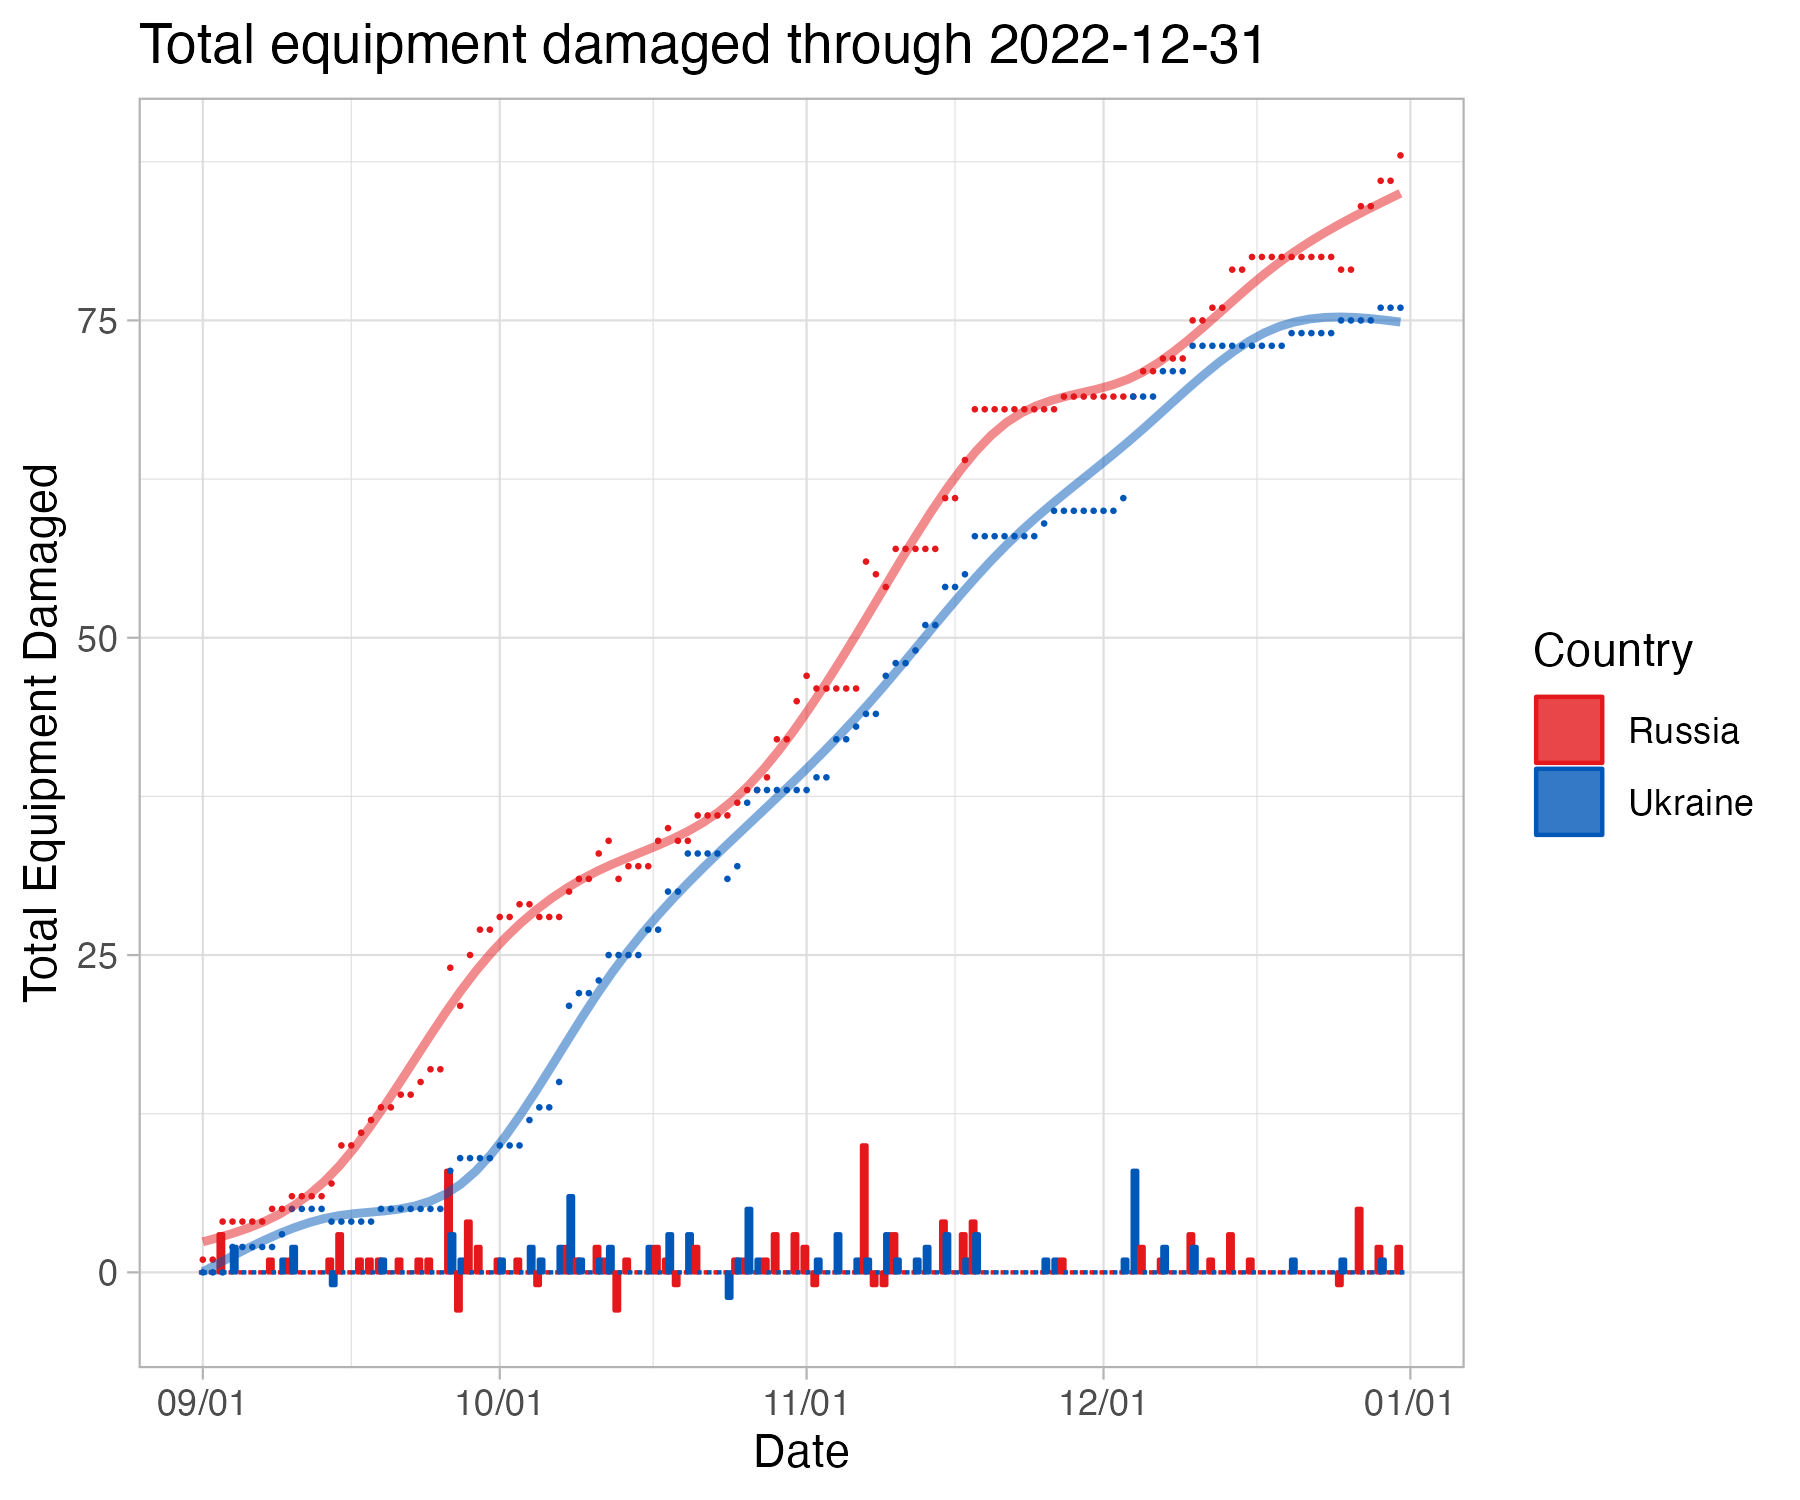 Total equipment damaged through 2022-12-31
Total Equipment Damaged
75
50
25
0
09/01
10/01
11/01
12/01
01/01
Date
Country
Russia
Ukraine